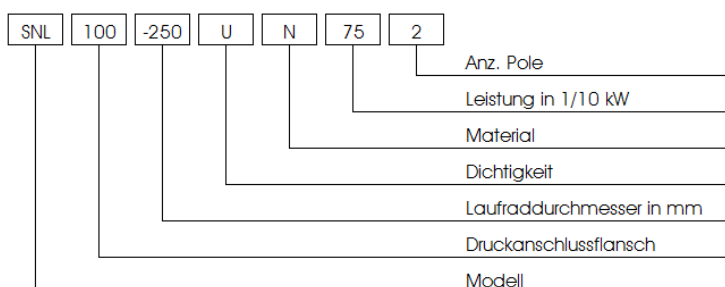 SNL 100 -250 U N 75 2
Anz. Pole
Leistung in 1/10 kW
Material
Dichtigkeit
Laufraddurchmesser in mm
Druckanschlussflansch
Modell